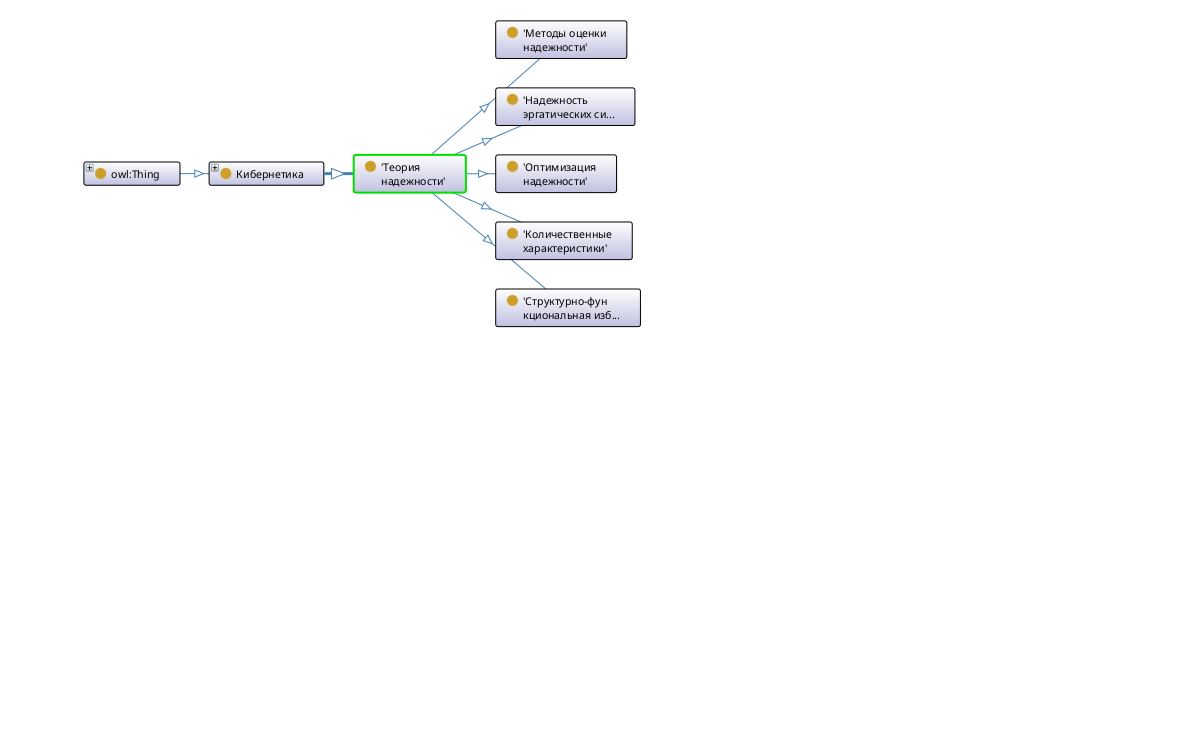 'Методы оценки
надежности'
'Надежность
эргатических си...
owl:Thing
Кибернетика
'Теория
надежности'
'Оптимизация
надежности'
'Количественные
характеристики'
'Структурно-фун
кциональная изб...